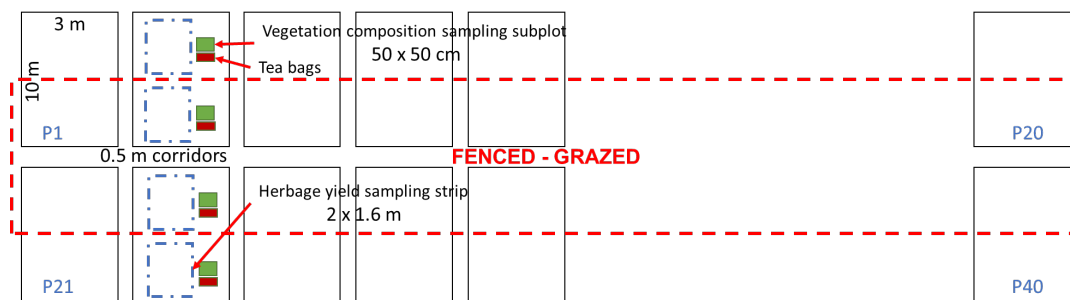 3 m
Vegetation composition sampling subplot
50 x 50 cm
Tea bags
10 m
P1
P20
0.5 m corridors
FENCED - GRAZED
Herbage yield sampling strip
2 x 1.6 m
P21
P40